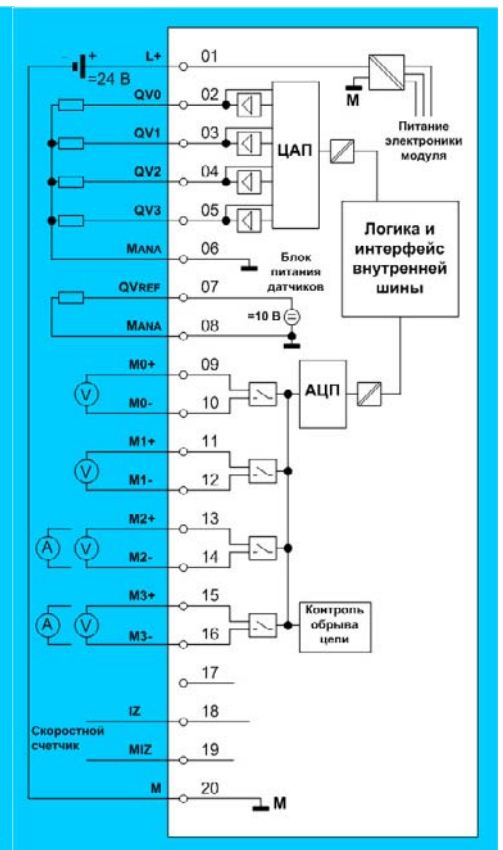 - + L+ 01
=24 В
QV0 02
М
Питание
электроники
модуля
QV1 03
ЦАП
QV2 04
QV3 05
Логика и
интерфейс
внутренней
шины
MANA 06
Блок
питания
датчиков
QVREF 07
=10 В
MANA 08
M0+ 09
АЦП
M0- 10
M1+ 11
V
M1- 12
M2+ 13
A V
M2- 14
M3+ 15
Контроль
обрыва
цепи
A V
M3- 16
V
17
IZ 18
Скоростной
счетчик
MIZ 19
M 20
М